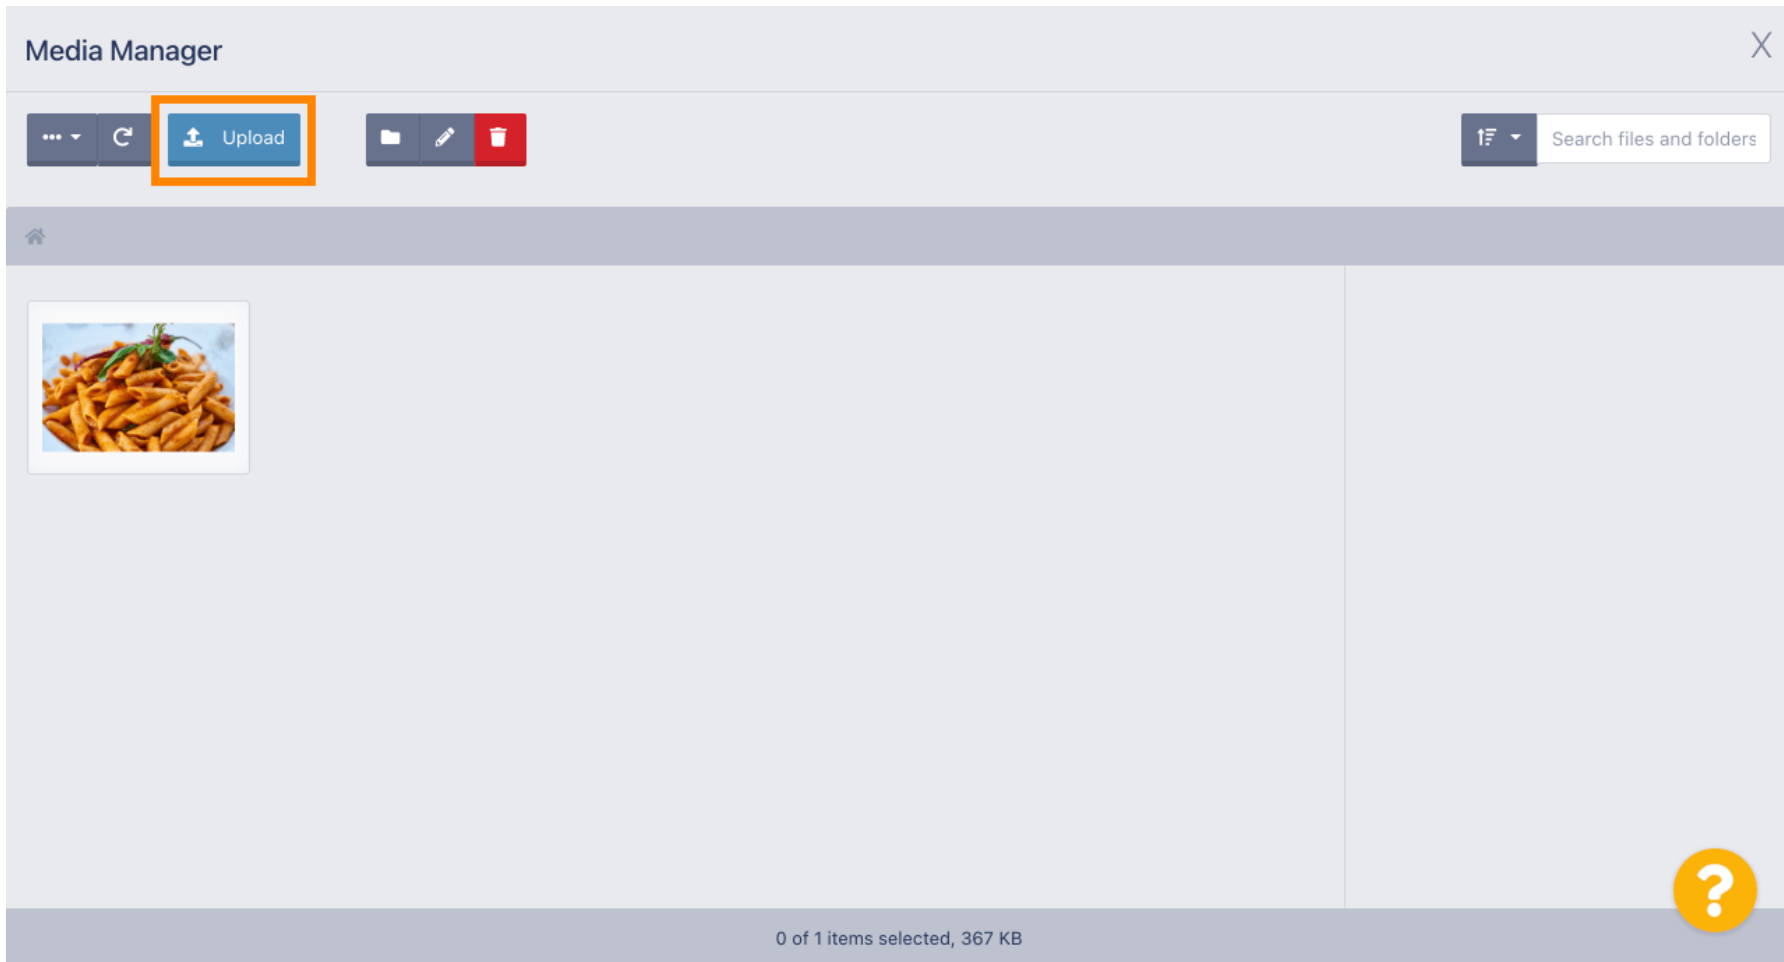 Media Manager
X
Upload
Search files and folders
0 of 1 items selected, 367 KB
?